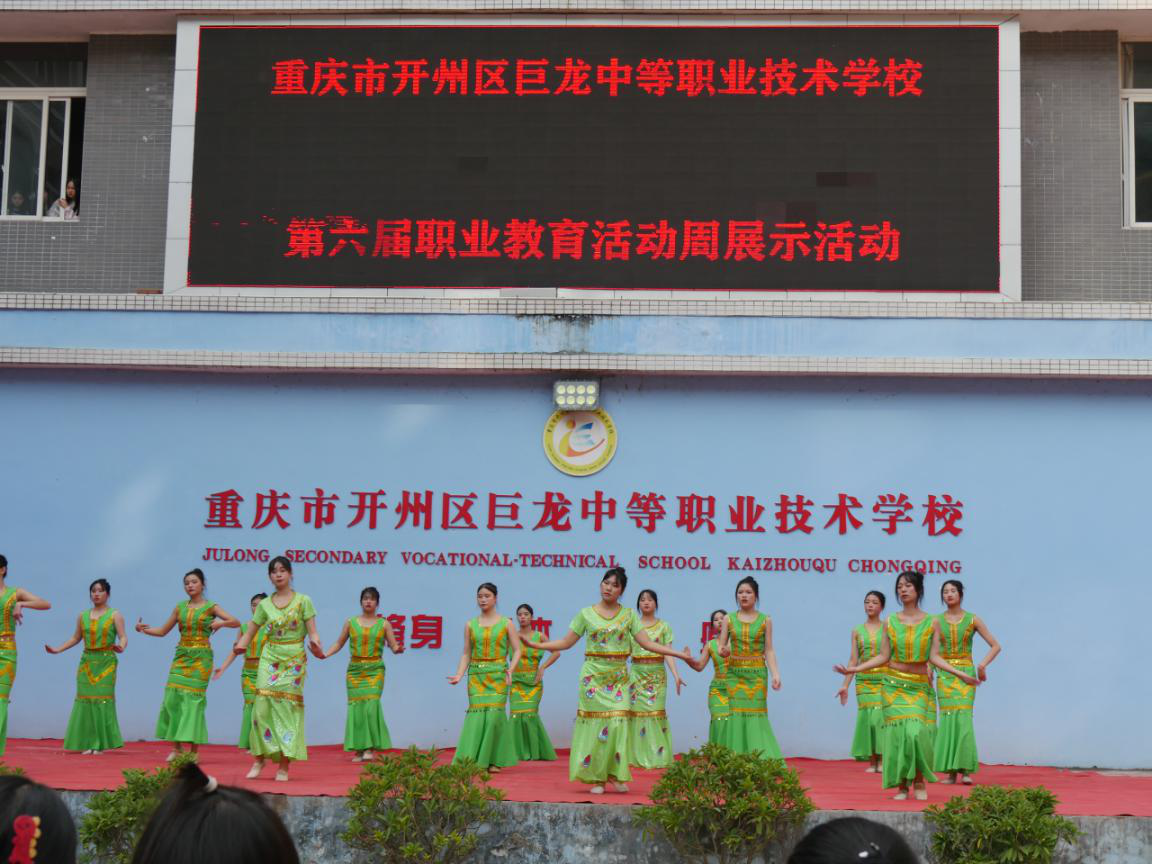 重庆市开州区巨龙中等职业技术学校
第六届职业教育活动周展示活动
重庆市开州区巨龙中等职业技术学校
JULONG SECONDARY VOCATIONAL-TECHNICAL SCHOOL KAIZHOUQU CHONGQING
身